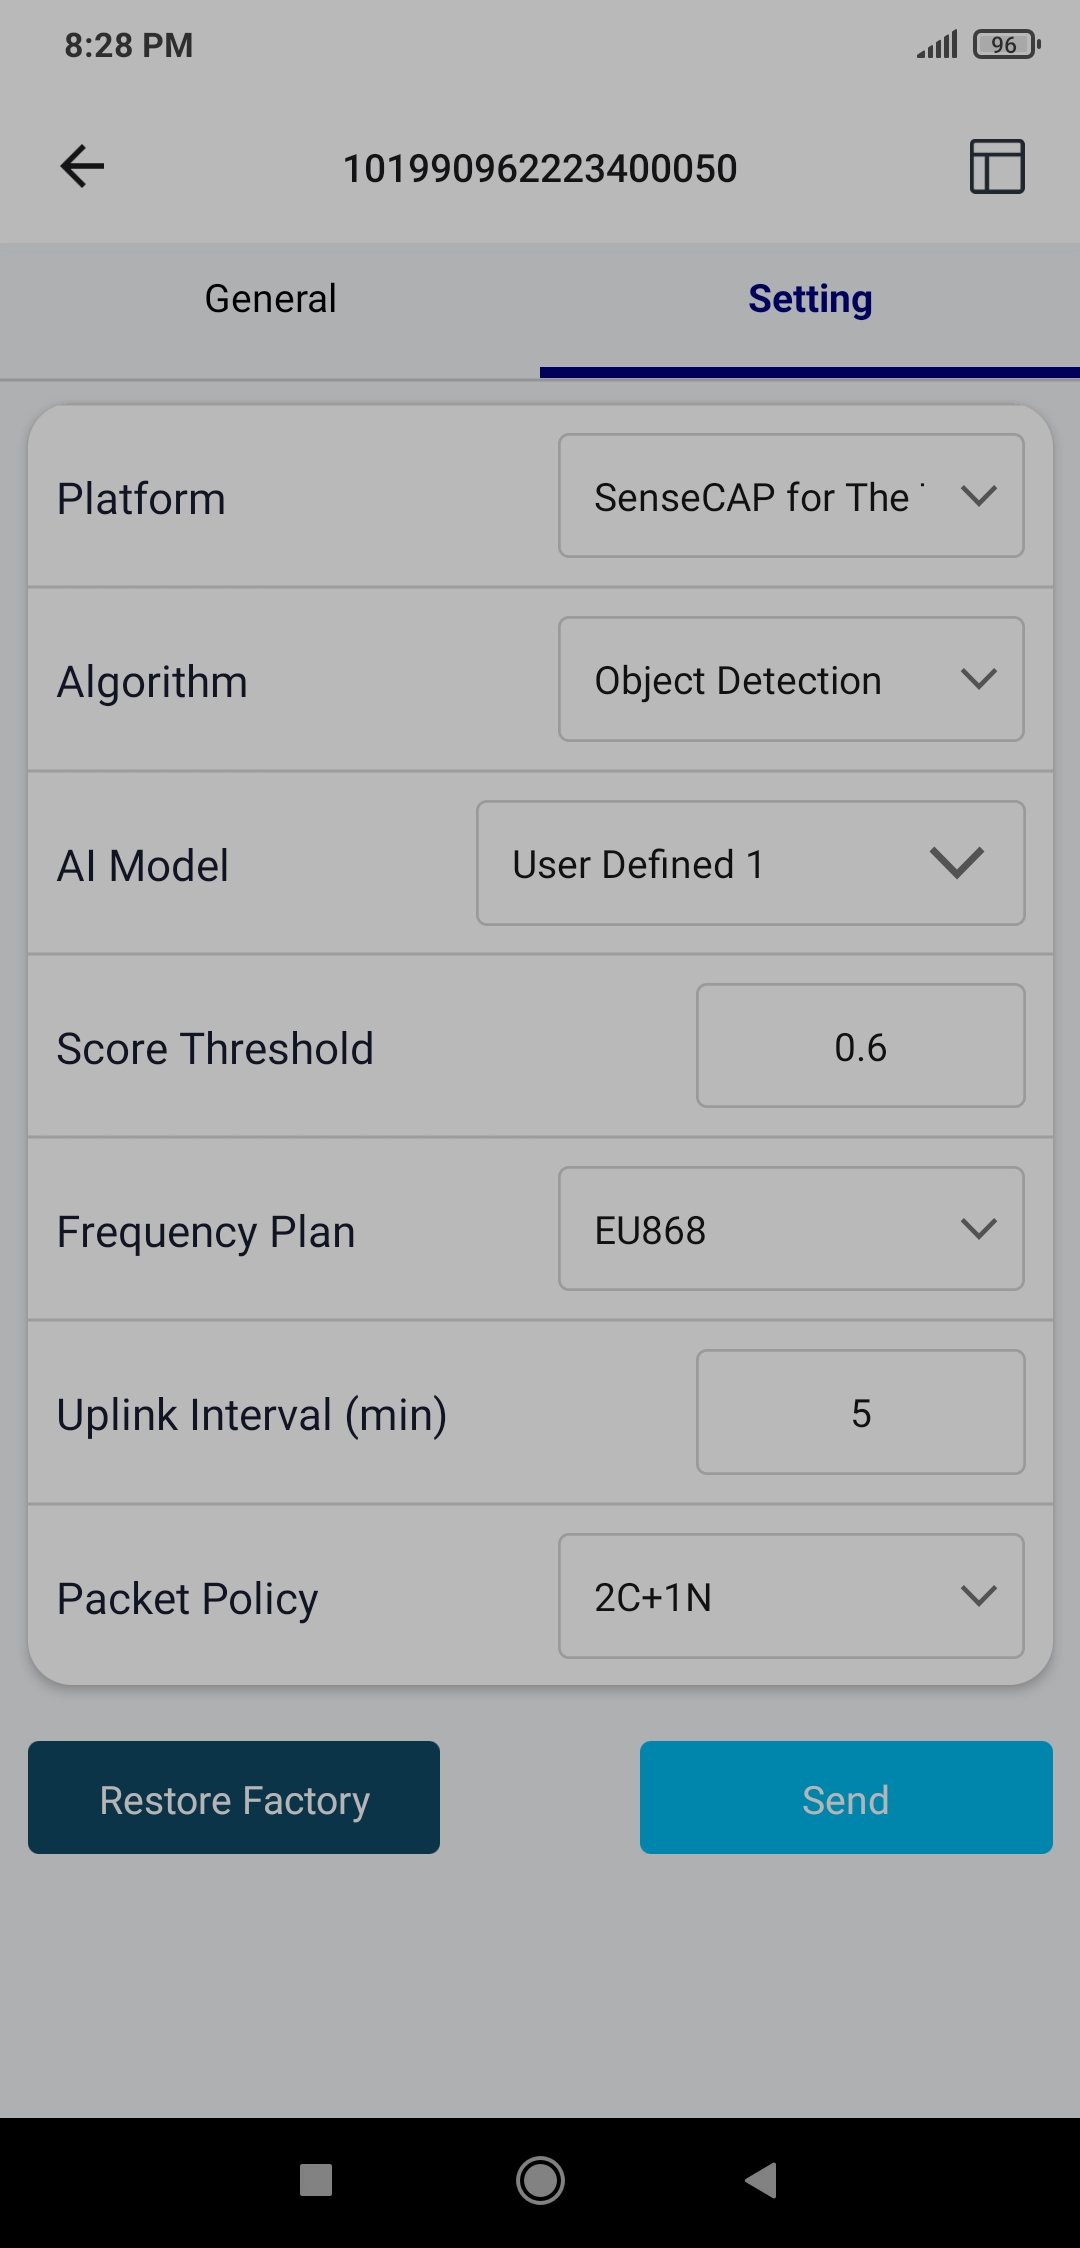 8:28 PM
96
101990962223400050
General
Setting
Platform
SenseCAP for The
Algorithm
Object Detection
AI Model
User Defined 1
Score Threshold
0.6
Frequency Plan
EU868
Uplink Interval (min)
5
Packet Policy
2C+1N
Restore Factory
Send